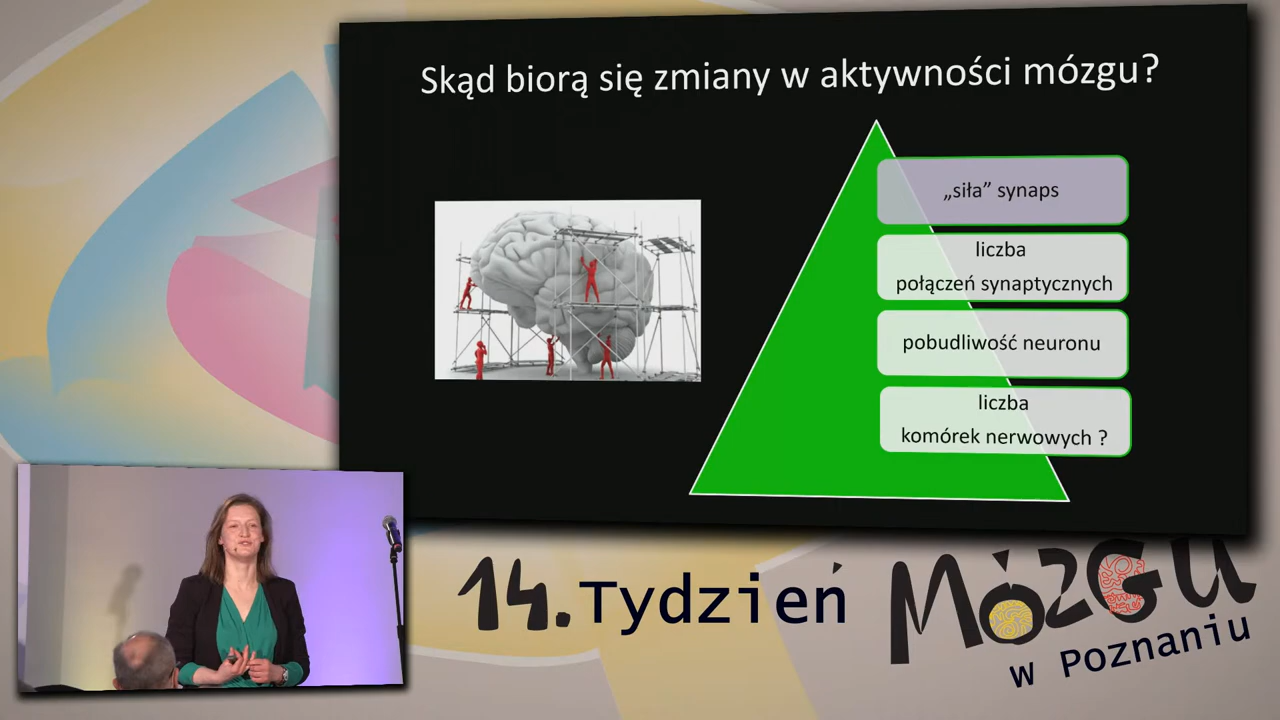 Skąd biorą się zmiany w aktywności mózgu?
„siła” synaps
liczba
połączeń synaptycznych
pobudliwość neuronu
liczba
komórek nerwowych ?
14. Tydzień
MÓZGU
w Poznaniu